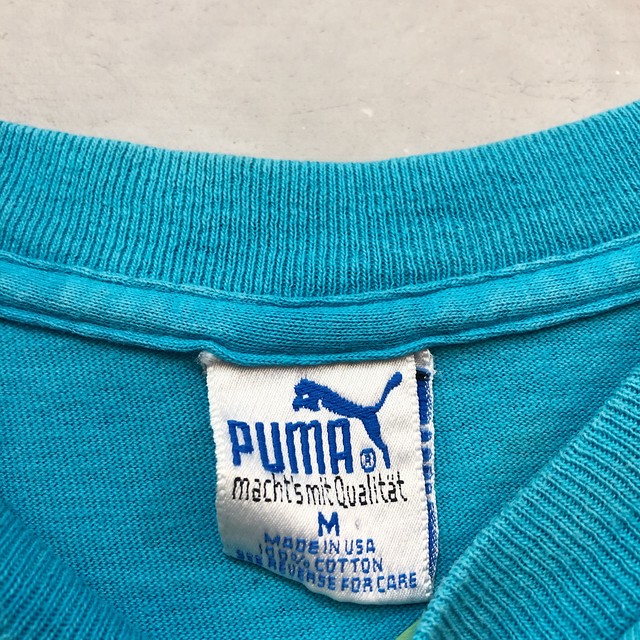 PUMA®
macht's mit Qualität
M
MADE IN USA
100% COTTON
SEE REVERSE FOR CARE